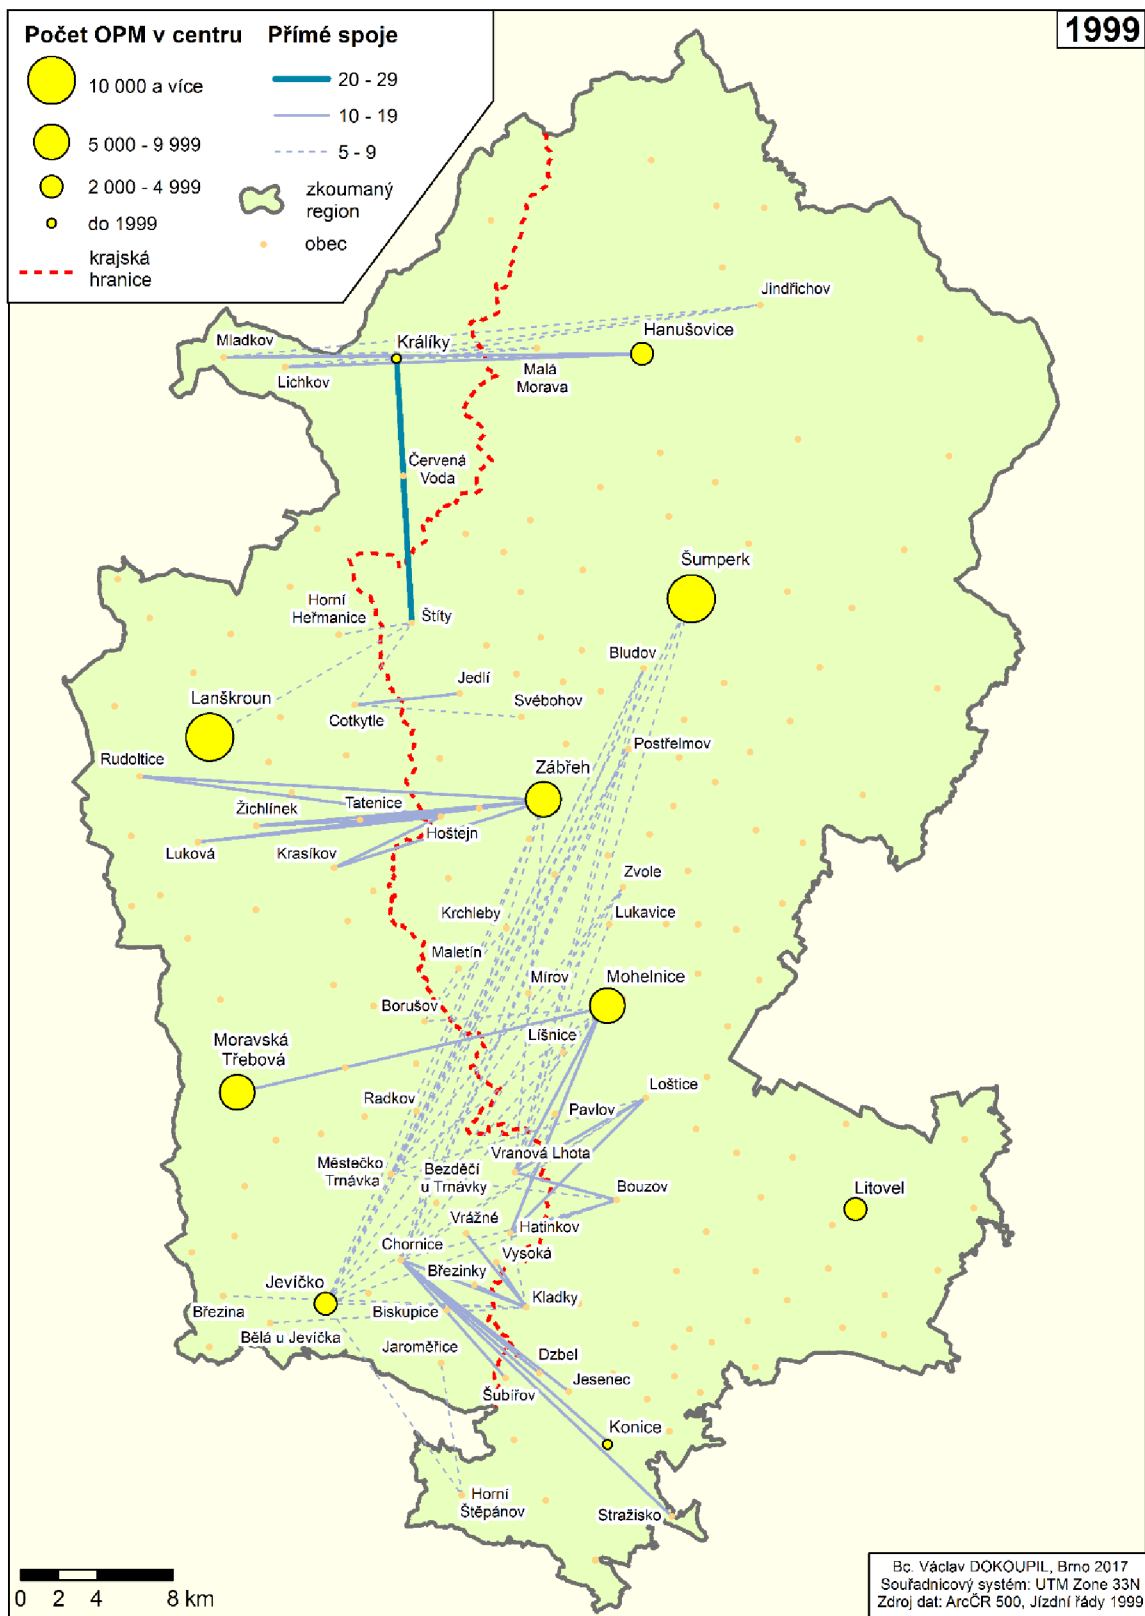 1999
Počet OPM v centru
10 000 a více
5 000 - 9 999
2 000 - 4 999
do 1999
krajská
hranice
Přímé spoje
20 - 29
10 - 19
5 - 9
zkoumaný
region
obec
Jindřichov
Mladkov
Králíky
Hanušovice
Lichkov
Malá
Morava
Červená
Voda
Šumperk
Horní
Heřmanice
Štíty
Bludov
Jedlí
Lanškroun
Svébohov
Cotkytle
Postřelmov
Rudoltice
Zábřeh
Žichlínek
Tatenice
Hoštejn
Luková
Krasíkov
Zvole
Krchleby
Lukavice
Maletín
Mírov
Mohelnice
Borušov
Moravská
Třebová
Líšnice
Loštice
Radkov
Pavlov
Městečko
Trnávka
Bezděčí
u Trnávky
Vranová Lhota
Bouzov
Litovel
Vrážné
Hatínkov
Chornice
Vysoká
Březinky
Jevíčko
Kladky
Březina
Biskupice
Bělá u Jevíčka
Jaroměřice
Dzbel
Jesenec
Šubířov
Konice
Horní
Štěpánov
Stražisko
0 2 4 8 km
Bc. Václav DOKOUPIL, Brno 2017
Souřadnicový systém: UTM Zone 33N
Zdroj dat: ArcČR 500, Jízdní řády 1999